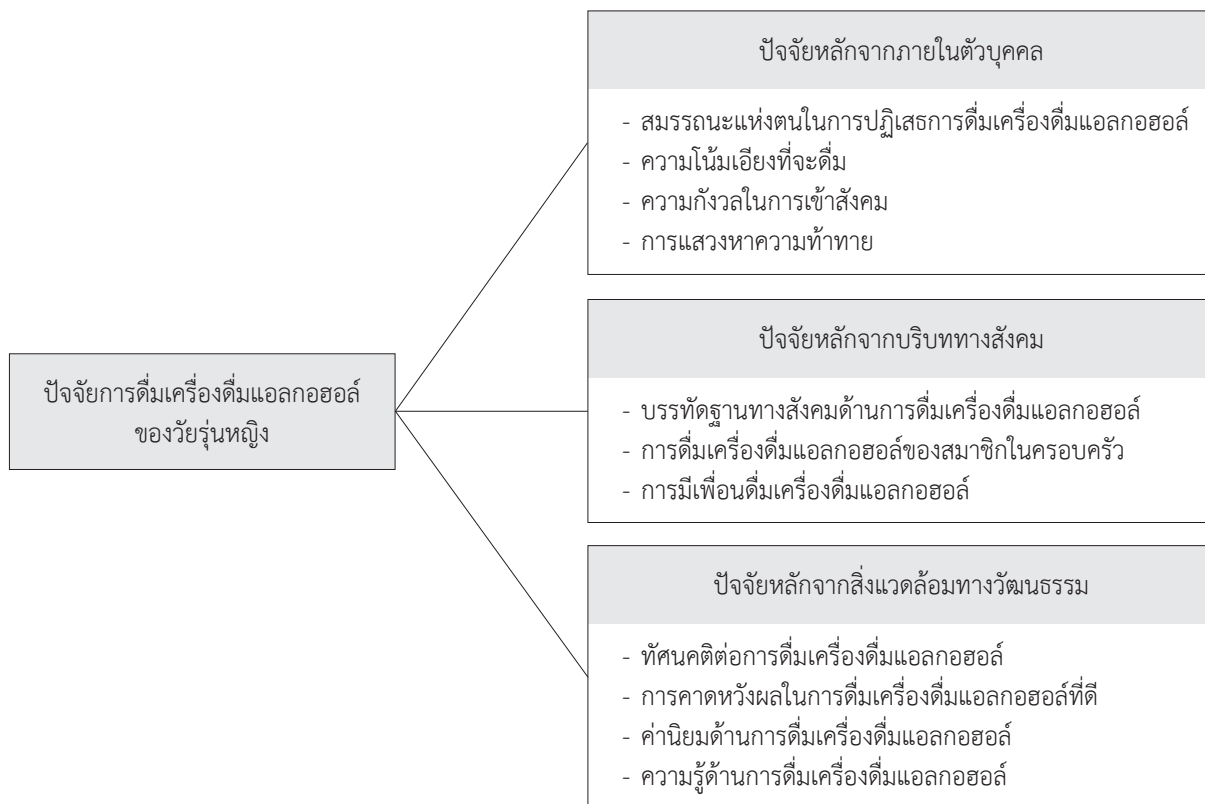 ปัจจัยหลักจากภายในตัวบุคคล
- สมรรถนะแห่งตนในการปฏิเสธการดื่มเครื่องดื่มแอลกอฮอล์
- ความโน้มเอียงที่จะดื่ม
- ความกังวลในการเข้าสังคม
- การแสวงหาความท้าทาย
ปัจจัยการดื่มเครื่องดื่มแอลกอฮอล์
ของวัยรุ่นหญิง
ปัจจัยหลักจากบริบททางสังคม
- บรรทัดฐานทางสังคมด้านการดื่มเครื่องดื่มแอลกอฮอล์
- การดื่มเครื่องดื่มแอลกอฮอล์ของสมาชิกในครอบครัว
- การมีเพื่อนดื่มเครื่องดื่มแอลกอฮอล์
ปัจจัยหลักจากสิ่งแวดล้อมทางวัฒนธรรม
- ทัศนคติต่อการดื่มเครื่องดื่มแอลกอฮอล์
- การคาดหวังผลในการดื่มเครื่องดื่มแอลกอฮอล์ที่ดี
- ค่านิยมด้านการดื่มเครื่องดื่มแอลกอฮอล์
- ความรู้ด้านการดื่มเครื่องดื่มแอลกอฮอล์